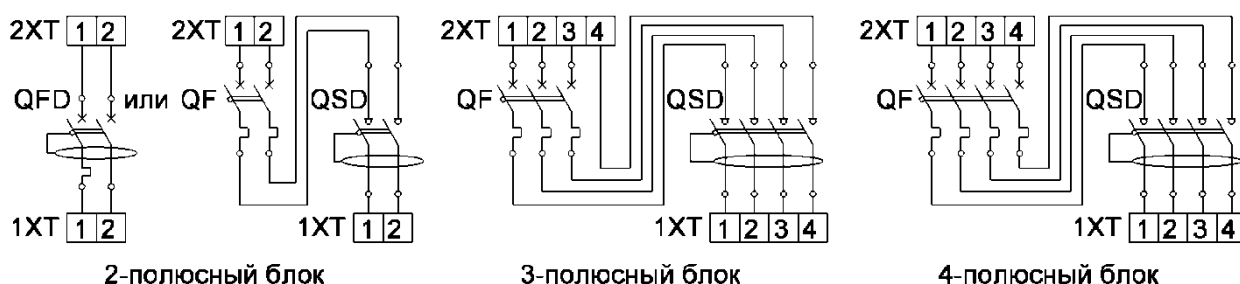 2XT 1 2
QFD или QF QSD
2XT 1 2
1XT 1 2
1XT 1 2
2-полюсный блок
2XT 1 2 3 4
QF QSD
1XT 1 2 3 4
3-полюсный блок
2XT 1 2 3 4
QF QSD
1XT 1 2 3 4
4-полюсный блок